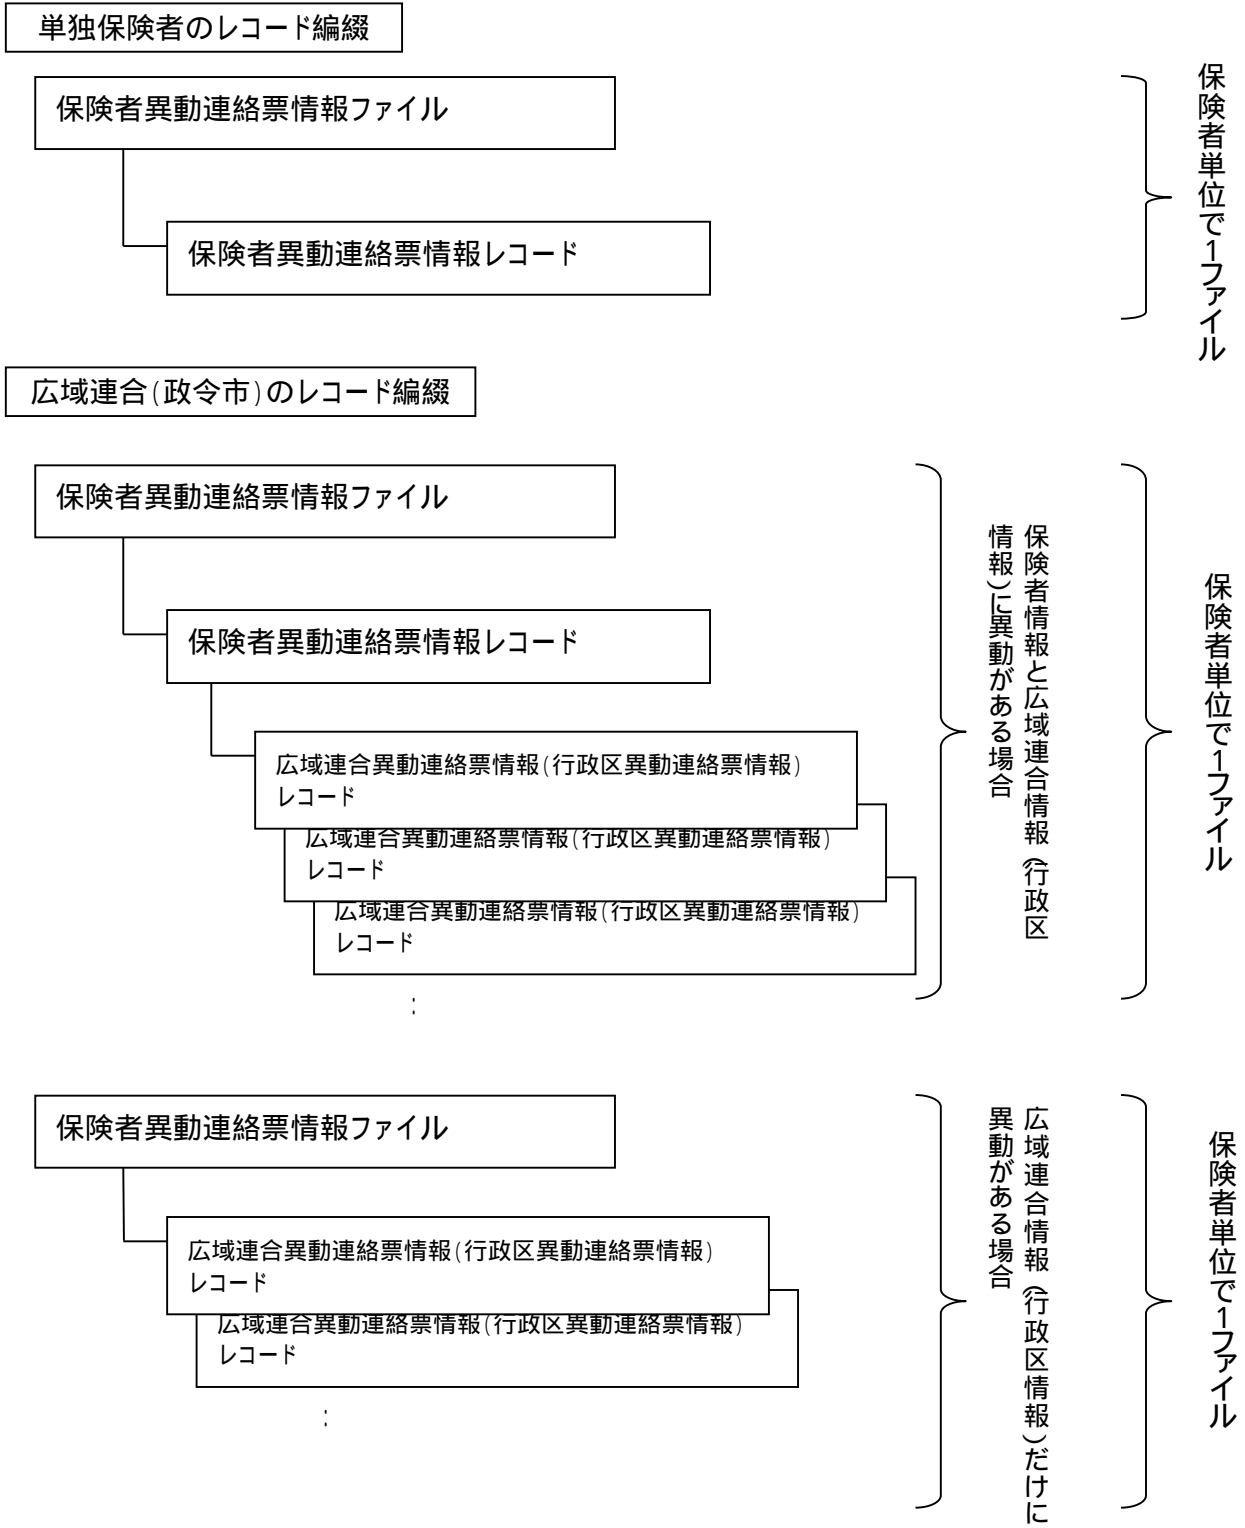 単独保険者のレコード編綴
保険者異動連絡票情報ファイル
保険者異動連絡票情報レコード
保険者単位で1ファイル
広域連合(政令市)のレコード編綴
保険者異動連絡票情報ファイル
保険者異動連絡票情報レコード
広域連合異動連絡票情報(行政区異動連絡票情報)
レコード
広域連合異動連絡票情報(行政区異動連絡票情報)
レコード
広域連合異動連絡票情報(行政区異動連絡票情報)
レコード
:
保険者情報と広域連合情報(行政区
情報)に異動がある場合
保険者単位で1ファイル
保険者異動連絡票情報ファイル
広域連合異動連絡票情報(行政区異動連絡票情報)
レコード
広域連合異動連絡票情報(行政区異動連絡票情報)
レコード
:
広域連合情報(行政区情報)だけに
異動がある場合
保険者単位で1ファイル